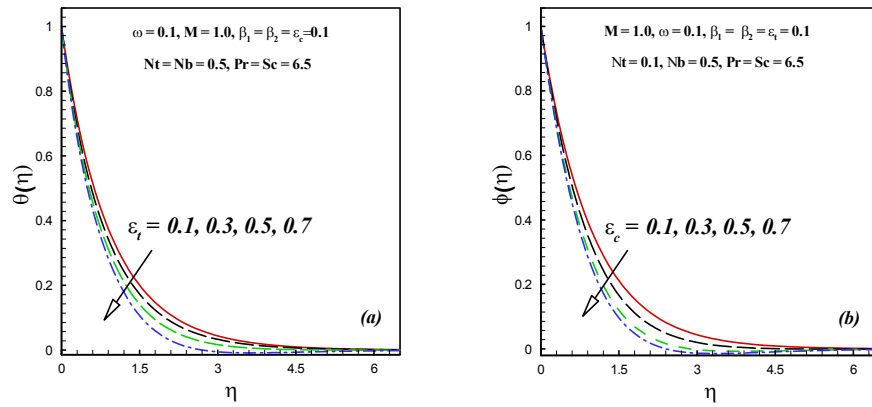 ω = 0.1, M = 1.0, β₁ = β₂ = ε_c = 0.1
Nt = Nb = 0.5, Pr = Sc = 6.5
θ(η)
1
0.8
0.6
0.4
0.2
0
ε_t = 0.1, 0.3, 0.5, 0.7
(a)
0 1.5 3 4.5 6
η
M = 1.0, ω = 0.1, β₁ = β₂ = ε_t = 0.1
Nt = 0.1, Nb = 0.5, Pr = Sc = 6.5
ϕ(η)
1
0.8
0.6
0.4
0.2
0
ε_c = 0.1, 0.3, 0.5, 0.7
(b)
0 1.5 3 4.5 6
η